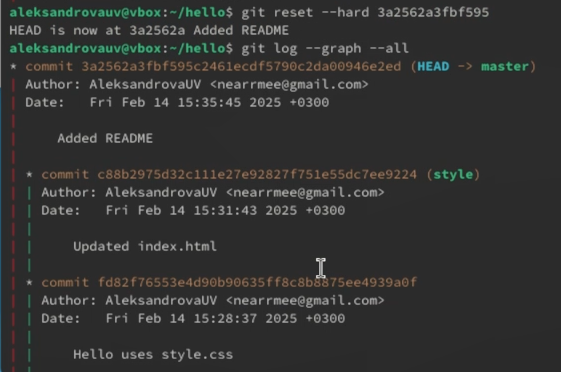 aleksandrovauv@vbox:~/hello$ git reset --hard 3a2562a3fbf595
HEAD is now at 3a2562a Added README
aleksandrovauv@vbox:~/hello$ git log --graph --all
* commit 3a2562a3fbf595c2461ecdf5790c2da00946e2ed (HEAD -> master)
| Author: AleksandrovaUV <nearrmee@gmail.com>
| Date:   Fri Feb 14 15:35:45 2025 +0300
|
|     Added README
|
| * commit c88b2975d32c111e27e92827f751e55dc7ee9224 (style)
| | Author: AleksandrovaUV <nearrmee@gmail.com>
| | Date:   Fri Feb 14 15:31:43 2025 +0300
| |
| |     Updated index.html
| |
| * commit fd82f76553e4d90b90635ff8c8b8875ee4939a0f
| | Author: AleksandrovaUV <nearrmee@gmail.com>
| | Date:   Fri Feb 14 15:28:37 2025 +0300
| |
| |     Hello uses style.css
| |